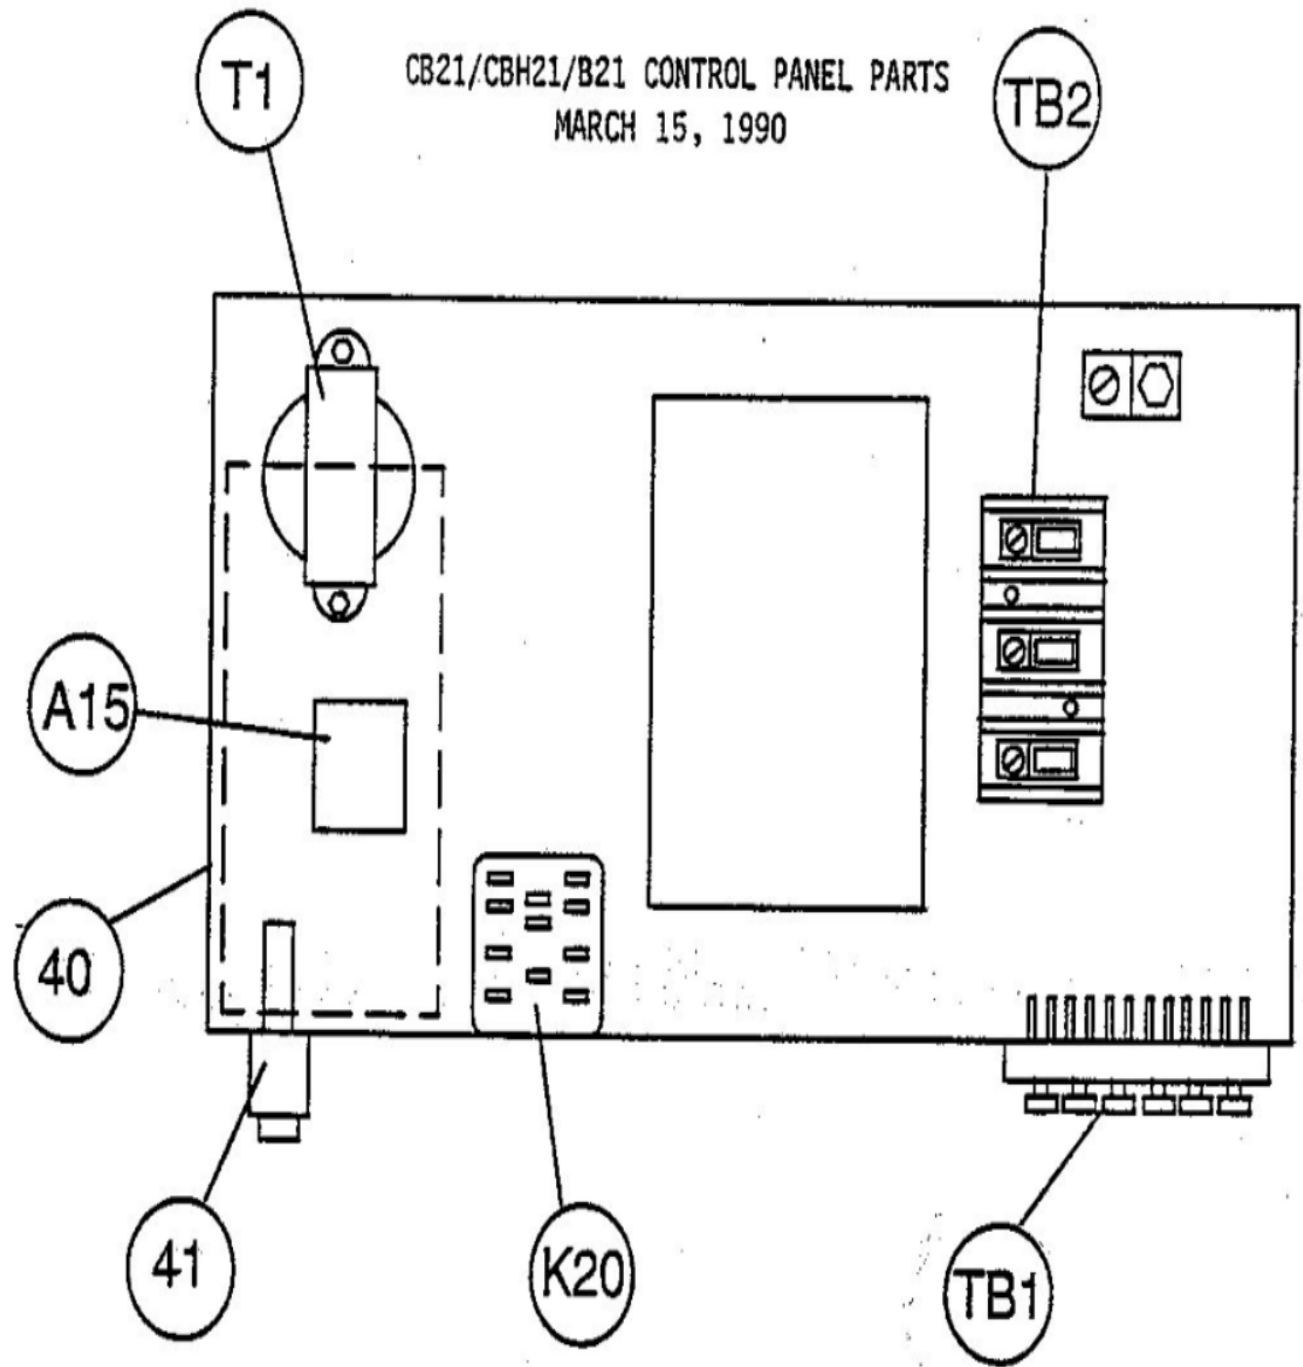 T1
CB21/CBH21/B21 CONTROL PANEL PARTS
MARCH 15, 1990
TB2
A15
40
41
K20
TB1